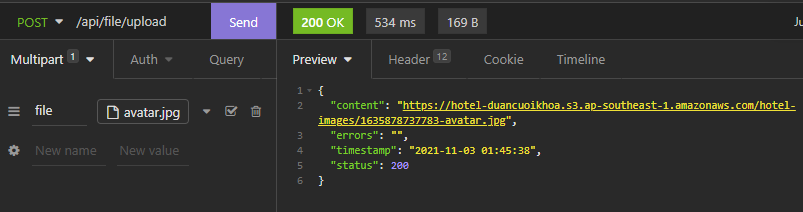 POST /api/file/upload Send 200 OK 534 ms 169 B Ju
Multipart 1 Auth Query Preview Header 12 Cookie Timeline
file avatar.jpg
New name New value
1 {
2 "content": "https://hotel-duancuoikhoa.s3.ap-southeast-1.amazonaws.com/hotel-
images/1635878737783-avatar.jpg",
3 "errors": "",
4 "timestamp": "2021-11-03 01:45:38",
5 "status": 200
6 }